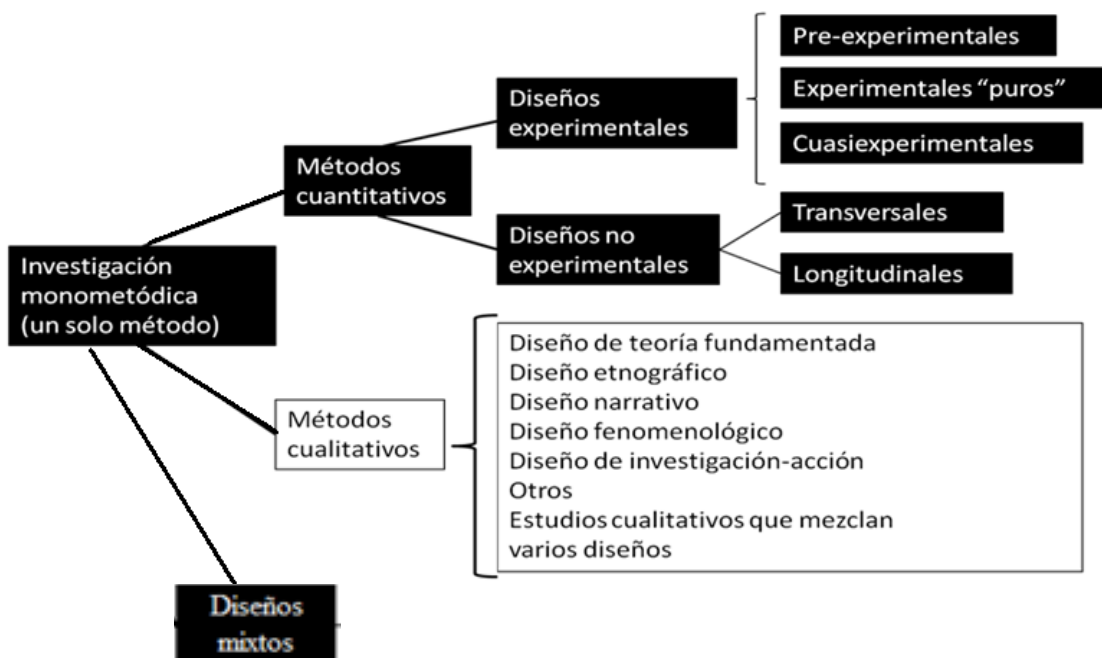 Investigación
monometódica
(un solo método)
Métodos
cuantitativos
Diseños
experimentales
Pre-experimentales
Experimentales “puros”
Cuasiexperimentales
Diseños no
experimentales
Transversales
Longitudinales
Métodos
cualitativos
Diseño de teoría fundamentada
Diseño etnográfico
Diseño narrativo
Diseño fenomenológico
Diseño de investigación-acción
Otros
Estudios cualitativos que mezclan
varios diseños
Diseños
mixtos